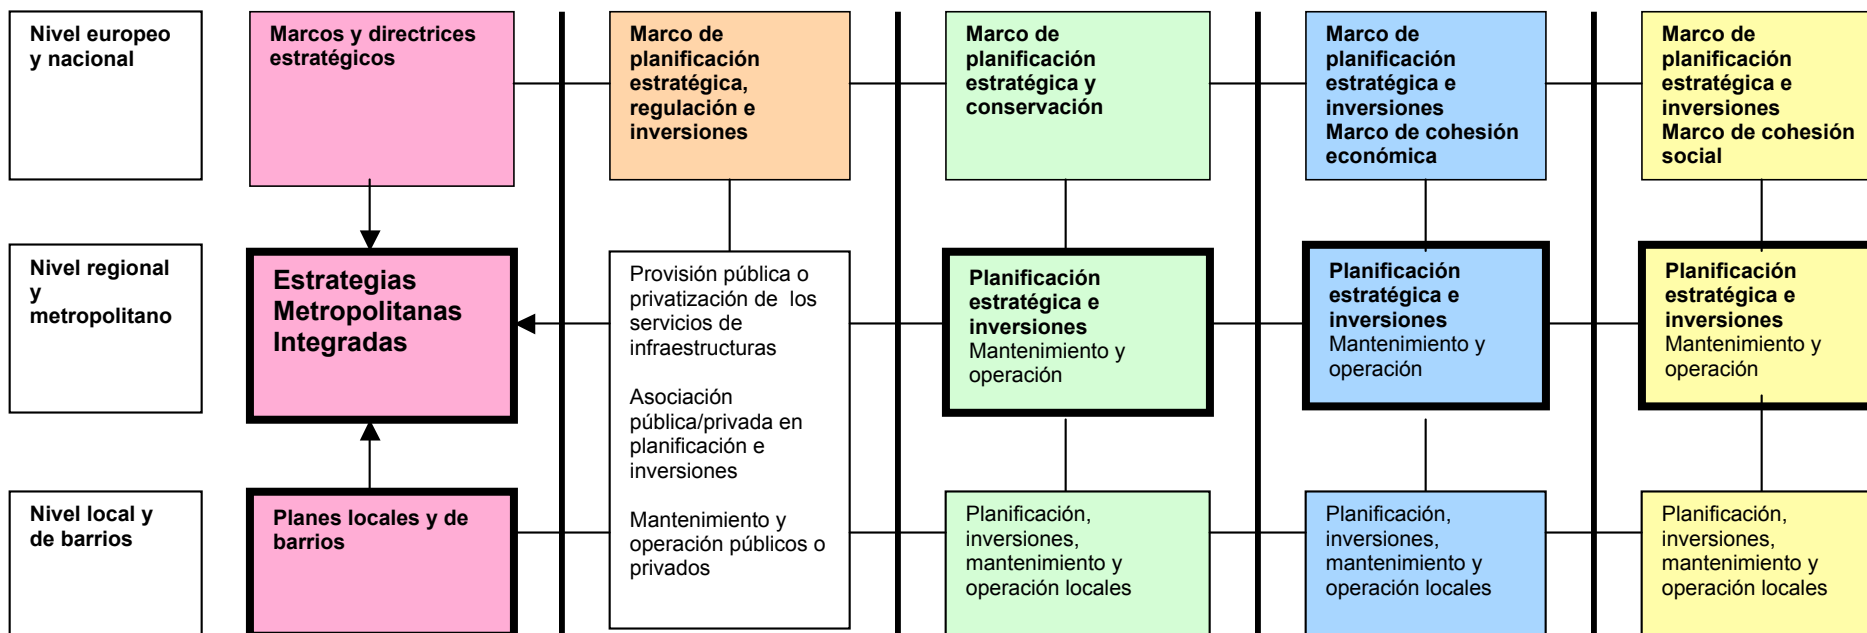 Nivel europeo
y nacional
Marcos y directrices
estratégicos
Marco de
planificación
estratégica,
regulación e
inversiones
Marco de
planificación
estratégica y
conservación
Marco de
planificación
estratégica e
inversiones
Marco de cohesión
económica
Marco de
planificación
estratégica e
inversiones
Marco de cohesión
social
Nivel regional
y
metropolitano
Estrategias
Metropolitanas
Integradas
Provisión pública o
privatización de los
servicios de
infraestructuras
Asociación
pública/privada en
planificación e
inversiones
Mantenimiento y
operación públicos o
privados
Planificación
estratégica e
inversiones
Mantenimiento y
operación
Planificación
estratégica e
inversiones
Mantenimiento y
operación
Planificación
estratégica e
inversiones
Mantenimiento y
operación
Nivel local y
de barrios
Planes locales y de
barrios
Planificación,
inversiones,
mantenimiento y
operación locales
Planificación,
inversiones,
mantenimiento y
operación locales
Planificación,
inversiones,
mantenimiento y
operación locales